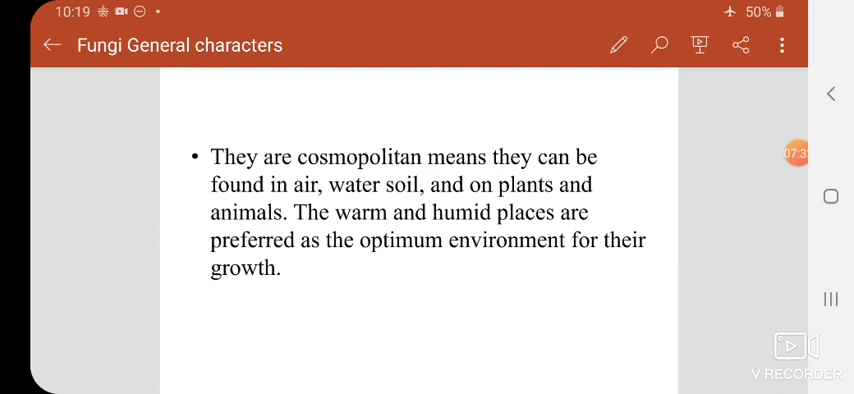 10:19
50%
Fungi General characters
• They are cosmopolitan means they can be
found in air, water soil, and on plants and
animals. The warm and humid places are
preferred as the optimum environment for their
growth.
V RECORDER